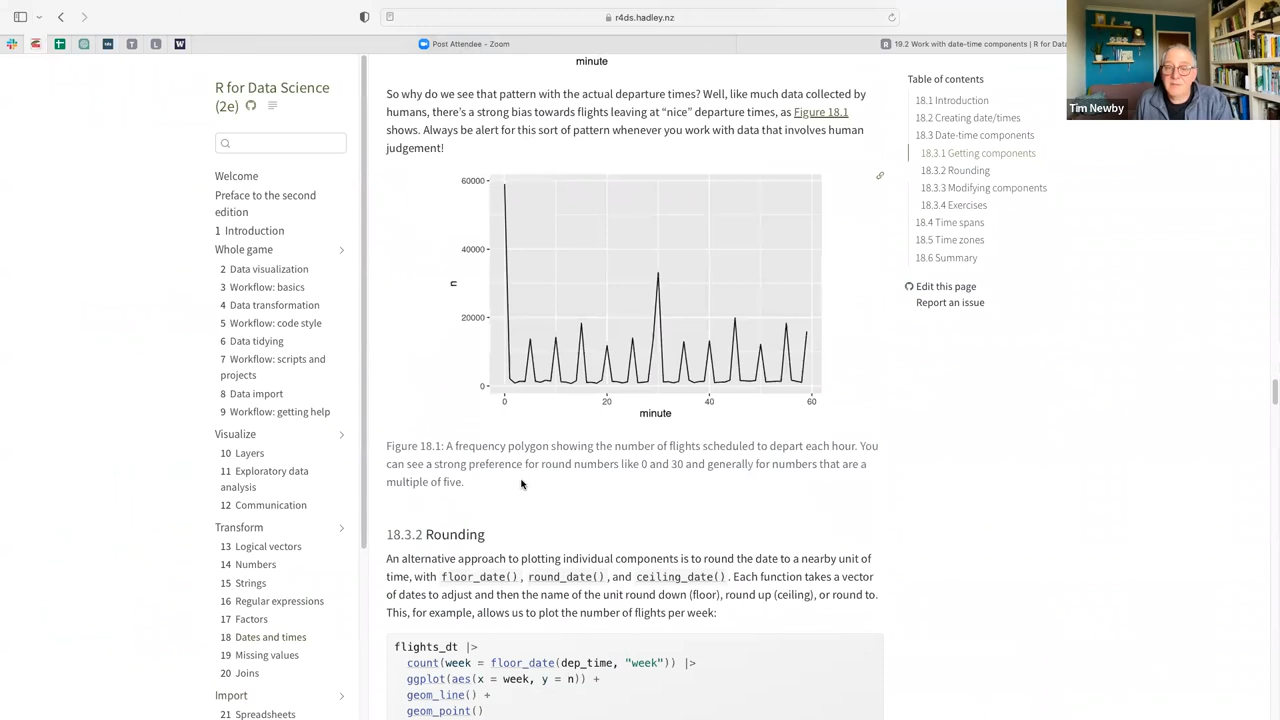 r4ds.hadley.nz
Post Attendee - Zoom
19.2 Work with date-time components | R for Data
Tim Newby
R for Data Science
(2e)
Welcome
Preface to the second
edition
1 Introduction
Whole game
2 Data visualization
3 Workflow: basics
4 Data transformation
5 Workflow: code style
6 Data tidying
7 Workflow: scripts and
projects
8 Data import
9 Workflow: getting help
Visualize
10 Layers
11 Exploratory data
analysis
12 Communication
Transform
13 Logical vectors
14 Numbers
15 Strings
16 Regular expressions
17 Factors
18 Dates and times
19 Missing values
20 Joins
Import
21 Spreadsheets
minute
So why do we see that pattern with the actual departure times? Well, like much data collected by
humans, there's a strong bias towards flights leaving at “nice” departure times, as Figure 18.1
shows. Always be alert for this sort of pattern whenever you work with data that involves human
judgement!
60000
40000
20000
0
n
0 20 40 60
minute
Figure 18.1: A frequency polygon showing the number of flights scheduled to depart each hour. You
can see a strong preference for round numbers like 0 and 30 and generally for numbers that are a
multiple of five.
18.3.2 Rounding
An alternative approach to plotting individual components is to round the date to a nearby unit of
time, with floor_date(), round_date(), and ceiling_date(). Each function takes a vector
of dates to adjust and then the name of the unit round down (floor), round up (ceiling), or round to.
This, for example, allows us to plot the number of flights per week:
flights_dt |>
count(week = floor_date(dep_time, "week")) |>
ggplot(aes(x = week, y = n)) +
geom_line() +
geom_point()
Table of contents
18.1 Introduction
18.2 Creating date/times
18.3 Date-time components
18.3.1 Getting components
18.3.2 Rounding
18.3.3 Modifying components
18.3.4 Exercises
18.4 Time spans
18.5 Time zones
18.6 Summary
Edit this page
Report an issue